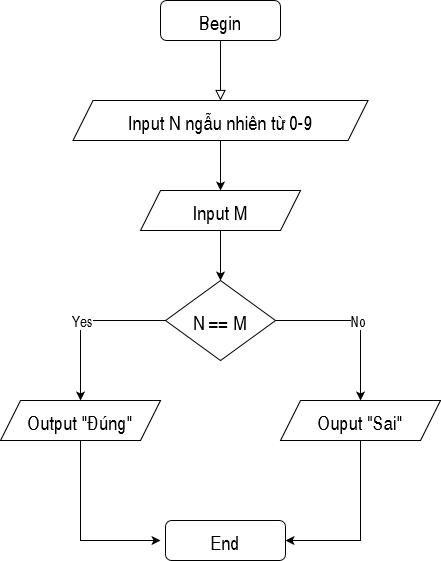 Begin
Input N ngẫu nhiên từ 0-9
Input M
N == M
Yes
No
Output "Đúng"
Ouput "Sai"
End